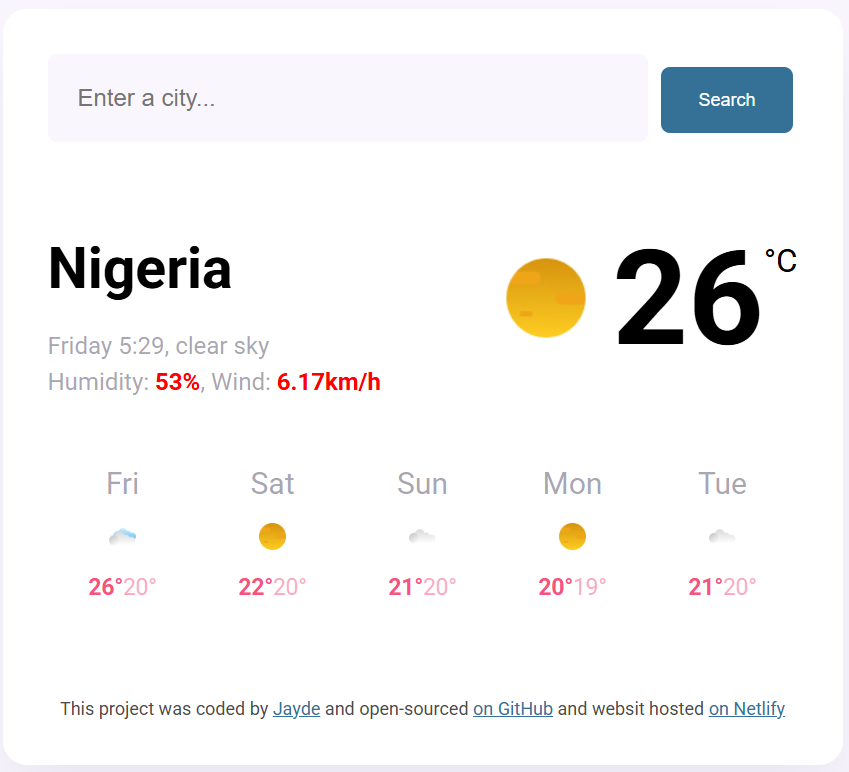 Enter a city...
Search
Nigeria
26 °C
Friday 5:29, clear sky
Humidity: 53%, Wind: 6.17km/h
Fri Sat Sun Mon Tue
26°20° 22°20° 21°20° 20°19° 21°20°
This project was coded by Jayde and open-sourced on GitHub and websit hosted on Netlify